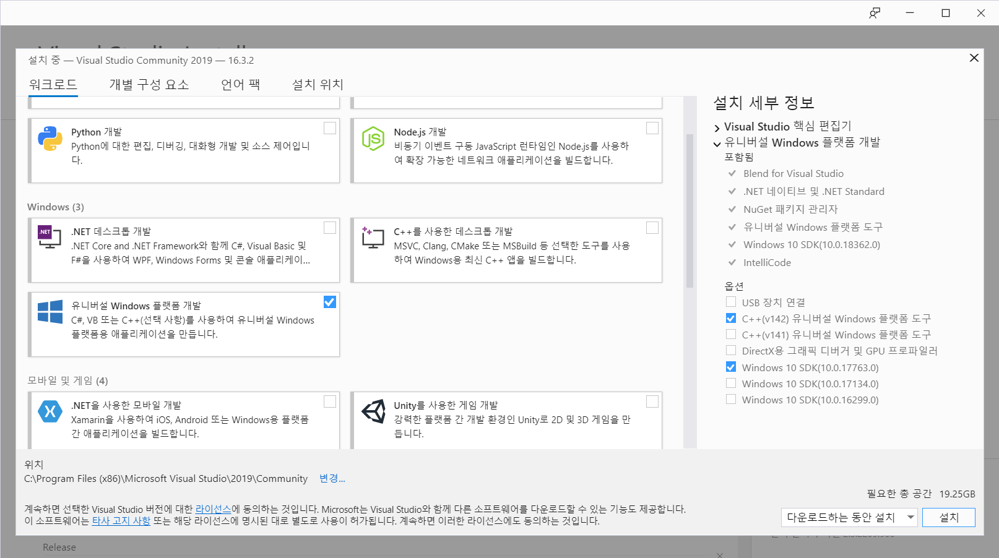 설치 중 — Visual Studio Community 2019 — 16.3.2
워크로드
개별 구성 요소
언어 팩
설치 위치
Python 개발
Python에 대한 편집, 디버깅, 대화형 개발 및 소스 제어입니
다.
Node.js 개발
비동기 이벤트 구동 JavaScript 런타임인 Node.js를 사용하
여 확장 가능한 네트워크 애플리케이션을 빌드합니다.
Windows (3)
.NET
.NET 데스크톱 개발
.NET Core and .NET Framework와 함께 C#, Visual Basic 및
F#을 사용하여 WPF, Windows Forms 및 콘솔 애플리케이...
C++를 사용한 데스크톱 개발
MSVC, Clang, CMake 또는 MSBuild 등 선택한 도구를 사용
하여 Windows용 최신 C++ 앱을 빌드합니다.
유니버설 Windows 플랫폼 개발
C#, VB 또는 C++(선택 사항)를 사용하여 유니버설 Windows
플랫폼용 애플리케이션을 만듭니다.
모바일 및 게임 (4)
.NET을 사용한 모바일 개발
Xamarin을 사용하여 iOS, Android 또는 Windows용 플랫폼
간 애플리케이션을 빌드합니다.
Unity를 사용한 게임 개발
강력한 플랫폼 간 개발 환경인 Unity로 2D 및 3D 게임을 만
듭니다.
설치 세부 정보
Visual Studio 핵심 편집기
유니버설 Windows 플랫폼 개발
포함됨
Blend for Visual Studio
.NET 네이티브 및 .NET Standard
NuGet 패키지 관리자
유니버설 Windows 플랫폼 도구
Windows 10 SDK(10.0.18362.0)
IntelliCode
옵션
USB 장치 연결
C++(v142) 유니버설 Windows 플랫폼 도구
C++(v141) 유니버설 Windows 플랫폼 도구
DirectX용 그래픽 디버거 및 GPU 프로파일러
Windows 10 SDK(10.0.17763.0)
Windows 10 SDK(10.0.17134.0)
Windows 10 SDK(10.0.16299.0)
위치
C:\Program Files (x86)\Microsoft Visual Studio\2019\Community 변경...
필요한 총 공간 19.25GB
계속하면 선택한 Visual Studio 버전에 대한 라이선스에 동의하는 것입니다. Microsoft는 Visual Studio와 함께 다른 소프트웨어를 다운로드할 수 있는 기능도 제공합니다.
이 소프트웨어는 타사 고지 사항 또는 해당 라이선스에 명시된 대로 별도로 사용이 허가됩니다. 계속하면 이러한 라이선스에도 동의하는 것입니다.
다운로드하는 동안 설치
설치
Release